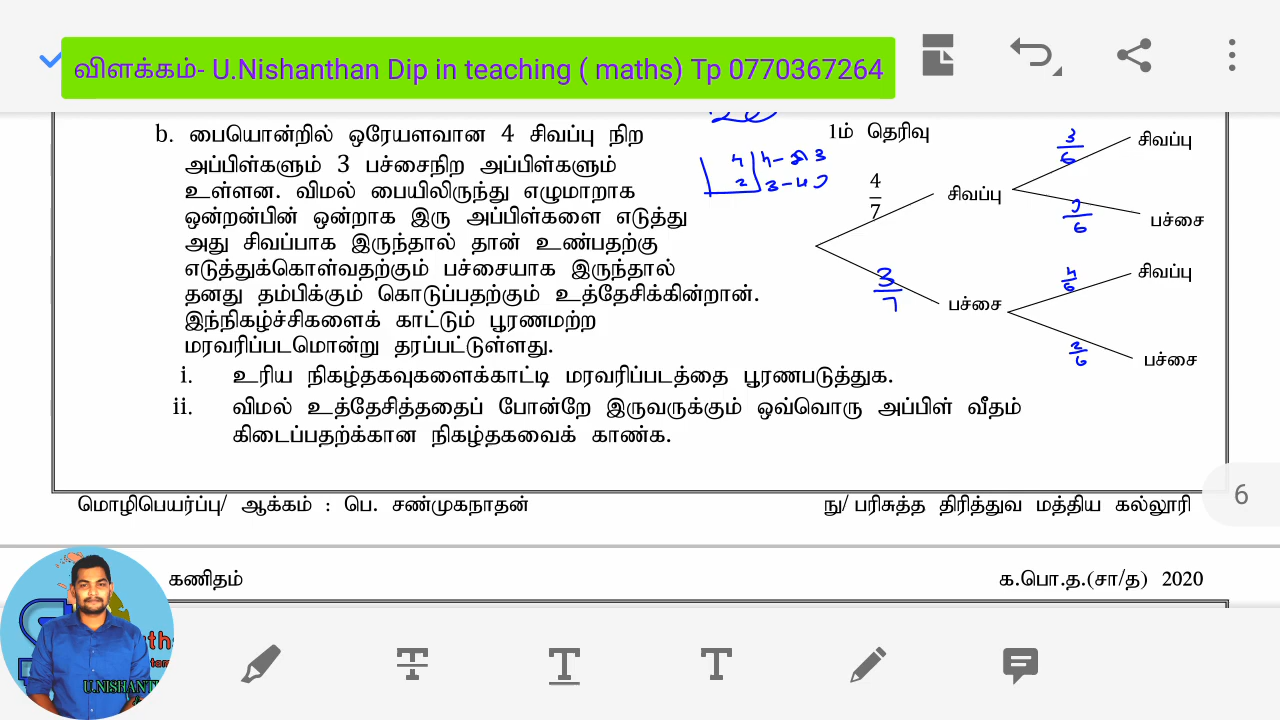 விளக்கம்- U.Nishanthan Dip in teaching ( maths) Tp 0770367264
b. பையொன்றில் ஒரேயளவான 4 சிவப்பு நிற
அப்பிள்களும் 3 பச்சைநிற அப்பிள்களும்
உள்ளன. விமல் பையிலிருந்து எழுமாறாக
ஒன்றன்பின் ஒன்றாக இரு அப்பிள்களை எடுத்து
அது சிவப்பாக இருந்தால் தான் உண்பதற்கு
எடுத்துக்கொள்வதற்கும் பச்சையாக இருந்தால்
தனது தம்பிக்கும் கொடுப்பதற்கும் உத்தேசிக்கின்றான்.
இந்நிகழ்ச்சிகளைக் காட்டும் பூரணமற்ற
மரவரிப்படமொன்று தரப்பட்டுள்ளது.
1ம் தெரிவு
4
7
3
7
சிவப்பு
பச்சை
3
6
சிவப்பு
6
பச்சை
4
6
சிவப்பு
2
6
பச்சை
i. உரிய நிகழ்தகவுகளைக்காட்டி மரவரிப்படத்தை பூரணபடுத்துக.
ii. விமல் உத்தேசித்ததைப் போன்றே இருவருக்கும் ஒவ்வொரு அப்பிள் வீதம்
கிடைப்பதற்க்கான நிகழ்தகவைக் காண்க.
மொழிபெயர்ப்பு/ ஆக்கம் : பெ. சண்முகநாதன்
நு/ பரிசுத்த திரித்துவ மத்திய கல்லூரி
6
கணிதம்
க.பொ.த.(சா/த) 2020